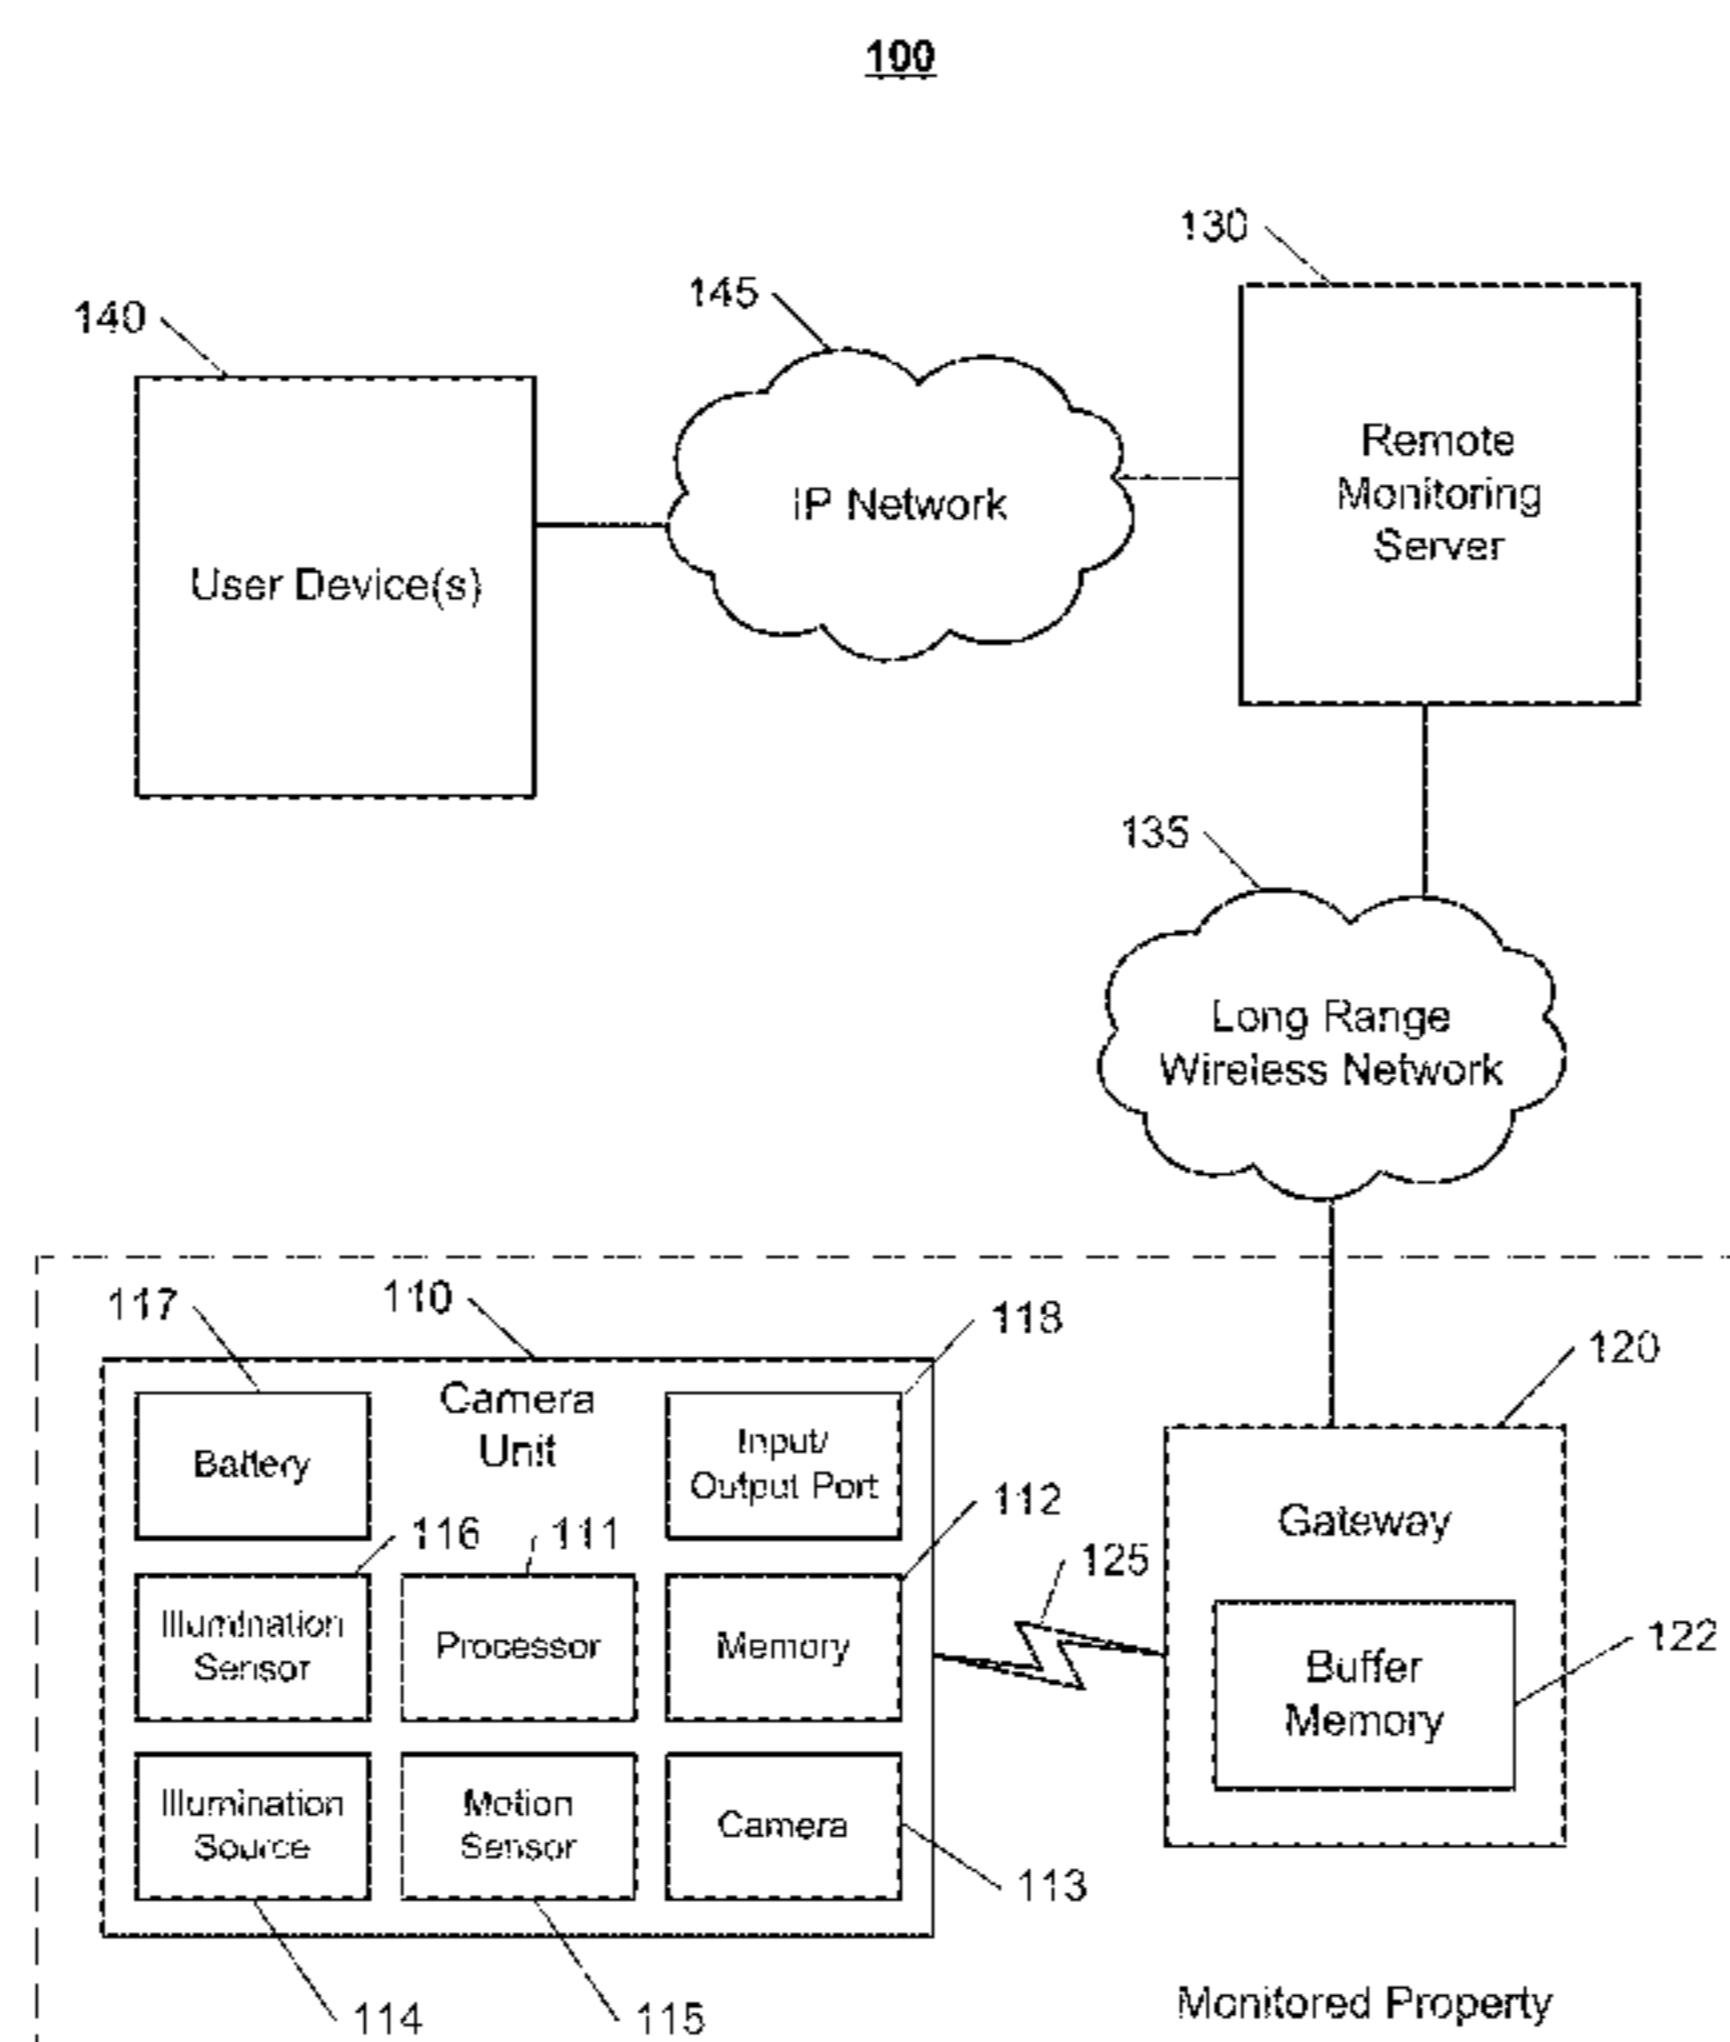 100
130
145
140
Remote
Monitoring
Server
IP Network
User Device(s)
135
Long Range
Wireless Network
117
110
118
120
Camera
Unit
Battery
Input/
Output Port
112
116
111
125
Gateway
Illumination
Sensor
Processor
Memory
122
Buffer
Memory
Illumination
Source
Motion
Sensor
Camera
113
114
115
Monitored Property